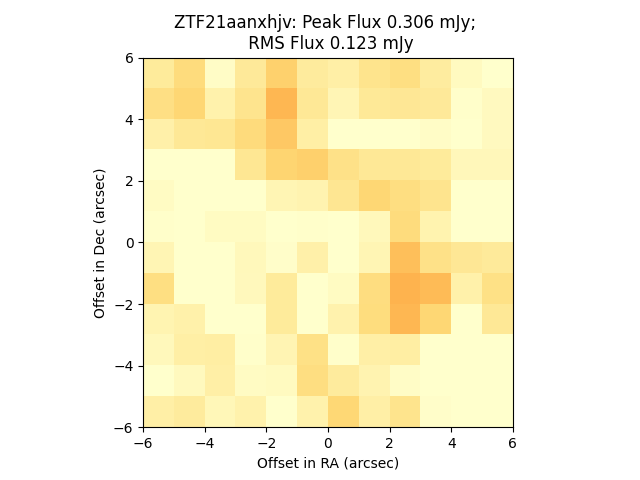 ZTF21aanxhjv: Peak Flux 0.306 mJy;
RMS Flux 0.123 mJy
6
4
2
0
−2
−4
−6
Offset in Dec (arcsec)
−6 −4 −2 0 2 4 6
Offset in RA (arcsec)